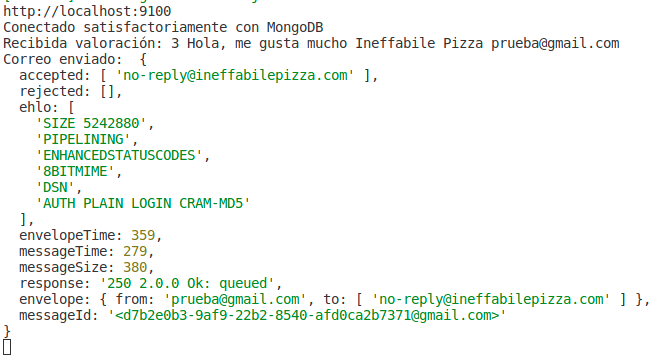 http://localhost:9100
Conectado satisfactoriamente con MongoDB
Recibida valoración: 3 Hola, me gusta mucho Ineffabile Pizza prueba@gmail.com
Correo enviado:  {
  accepted: [ 'no-reply@ineffabilepizza.com' ],
  rejected: [],
  ehlo: [
    'SIZE 5242880',
    'PIPELINING',
    'ENHANCEDSTATUSCODES',
    '8BITMIME',
    'DSN',
    'AUTH PLAIN LOGIN CRAM-MD5'
  ],
  envelopeTime: 359,
  messageTime: 279,
  messageSize: 380,
  response: '250 2.0.0 Ok: queued',
  envelope: { from: 'prueba@gmail.com', to: [ 'no-reply@ineffabilepizza.com' ] },
  messageId: '<d7b2e0b3-9af9-22b2-8540-afd0ca2b7371@gmail.com>'
}